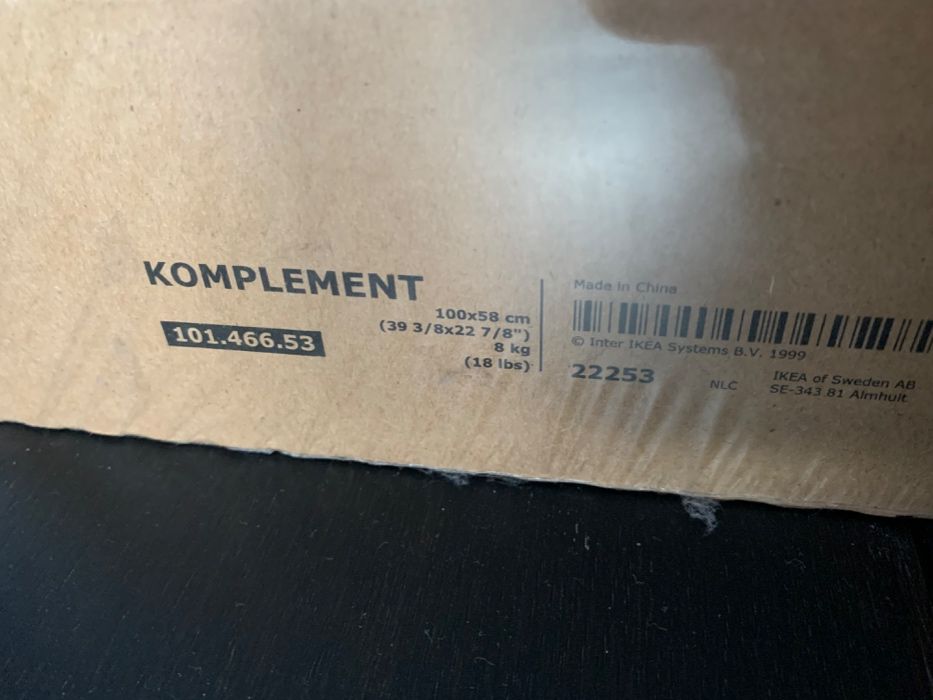 KOMPLEMENT
101.466.53
100x58 cm
(39 3/8x22 7/8")
8 kg
(18 lbs)
Made in China
© Inter IKEA Systems B.V. 1999
22253
NLC
IKEA of Sweden AB
SE-343 81 Almhult